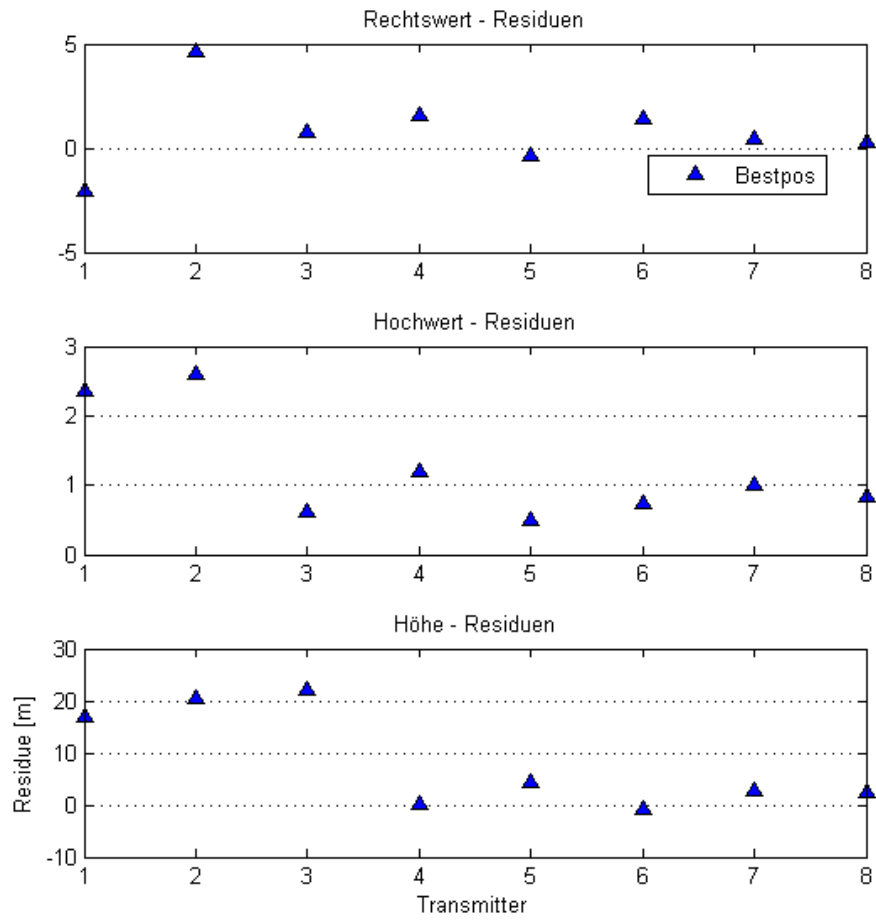 Rechtswert - Residuen
5
0
-5
Bestpos
1 2 3 4 5 6 7 8
Hochwert - Residuen
3
2
1
0
1 2 3 4 5 6 7 8
Höhe - Residuen
Residue [m]
30
20
10
0
-10
1 2 3 4 5 6 7 8
Transmitter